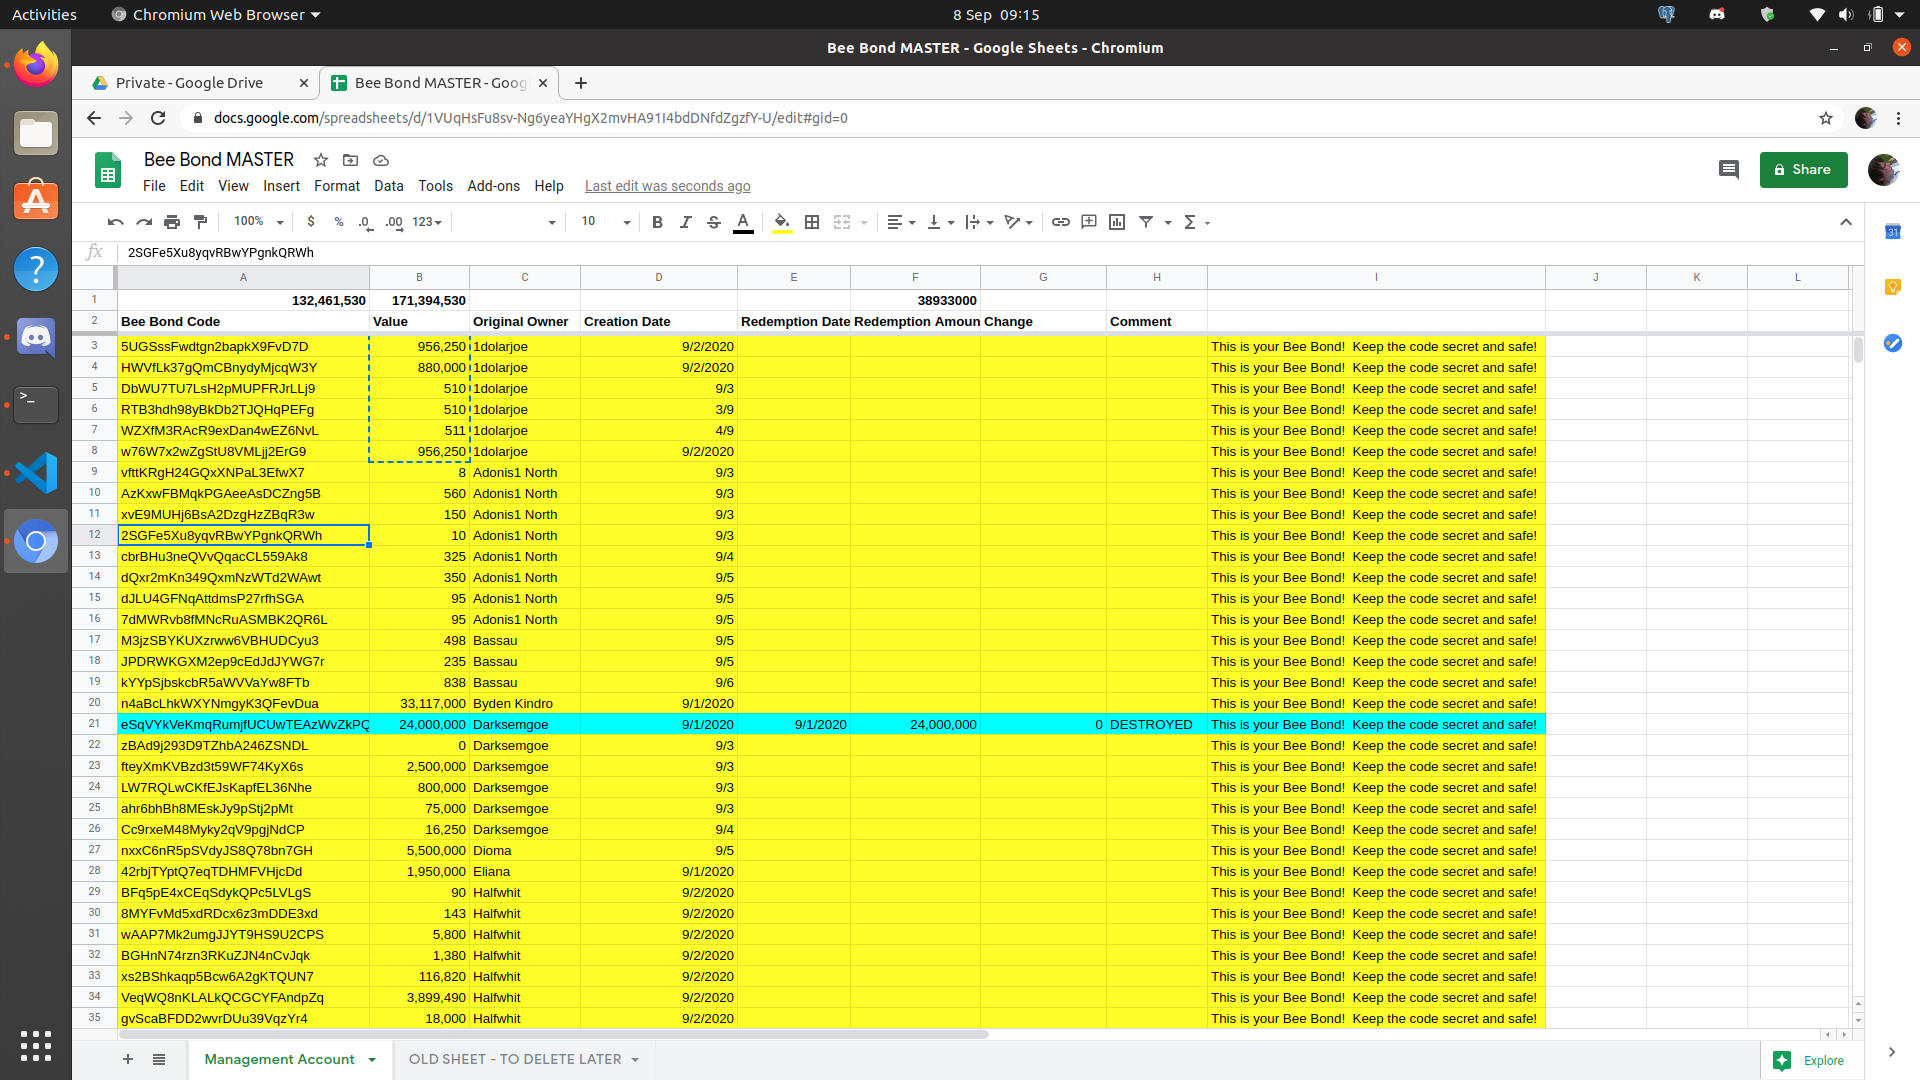 Activities Chromium Web Browser 8 Sep 09:15
Bee Bond MASTER - Google Sheets - Chromium
Private - Google Drive Bee Bond MASTER - Goog
docs.google.com/spreadsheets/d/1VUqHsFu8sv-Ng6yeaYHgX2mvHA91I4bdDNfdZgzfY-U/edit#gid=0
Bee Bond MASTER
File Edit View Insert Format Data Tools Add-ons Help Last edit was seconds ago
Share
100% $ % .0 .00 123 10 B I S A
fx 2SGFe5Xu8yqvRBwYPgnkQRWh
A B C D E F G H I J K L
1 132,461,530 171,394,530 38933000
2 Bee Bond Code Value Original Owner Creation Date Redemption Date Redemption Amoun Change Comment
3 5UGSssFwdtgn2bapkX9FvD7D 956,250 1dolarjoe 9/2/2020 This is your Bee Bond! Keep the code secret and safe!
4 HWVfLk37gQmCBnydyMjcqW3Y 880,000 1dolarjoe 9/2/2020 This is your Bee Bond! Keep the code secret and safe!
5 DbWU7TU7LsH2pMUPFRJrLLj9 510 1dolarjoe 9/3 This is your Bee Bond! Keep the code secret and safe!
6 RTB3hdh98yBkDb2TJQHqPEFg 510 1dolarjoe 3/9 This is your Bee Bond! Keep the code secret and safe!
7 WZXfM3RAcR9exDan4wEZ6NvL 511 1dolarjoe 4/9 This is your Bee Bond! Keep the code secret and safe!
8 w76W7x2wZgStU8VMLjj2ErG9 956,250 1dolarjoe 9/2/2020 This is your Bee Bond! Keep the code secret and safe!
9 vfttKRgH24GQxXNPaL3EfwX7 8 Adonis1 North 9/3 This is your Bee Bond! Keep the code secret and safe!
10 AzKxwFBMqkPGAeeAsDCZng5B 560 Adonis1 North 9/3 This is your Bee Bond! Keep the code secret and safe!
11 xvE9MUHj6BsA2DzgHzZBqR3w 150 Adonis1 North 9/3 This is your Bee Bond! Keep the code secret and safe!
12 2SGFe5Xu8yqvRBwYPgnkQRWh 10 Adonis1 North 9/3 This is your Bee Bond! Keep the code secret and safe!
13 cbrBHu3neQVvQqacCL559Ak8 325 Adonis1 North 9/4 This is your Bee Bond! Keep the code secret and safe!
14 dQxr2mKn349QxmNzWTd2WAwt 350 Adonis1 North 9/5 This is your Bee Bond! Keep the code secret and safe!
15 dJLU4GFNqAttdmsP27rfhSGA 95 Adonis1 North 9/5 This is your Bee Bond! Keep the code secret and safe!
16 7dMWRvb8fMNcRuASMBK2QR6L 95 Adonis1 North 9/5 This is your Bee Bond! Keep the code secret and safe!
17 M3jzSBYKUXzrww6VBHUDCyu3 498 Bassau 9/5 This is your Bee Bond! Keep the code secret and safe!
18 JPDRWKGXM2ep9cEdJdJYWG7r 235 Bassau 9/5 This is your Bee Bond! Keep the code secret and safe!
19 kYYpSjbskcbR5aWVVaYw8FTb 838 Bassau 9/6 This is your Bee Bond! Keep the code secret and safe!
20 n4aBcLhkWXYNmgyK3QFevDua 33,117,000 Byden Kindro 9/1/2020 This is your Bee Bond! Keep the code secret and safe!
21 eSqVYkVeKmqRumjfUCUwTEAzWvZkPQ 24,000,000 Darksemgoe 9/1/2020 9/1/2020 24,000,000 0 DESTROYED This is your Bee Bond! Keep the code secret and safe!
22 zBAd9j293D9TZhbA246ZSNDL 0 Darksemgoe 9/3 This is your Bee Bond! Keep the code secret and safe!
23 fteyXmKVBzd3t59WF74KyX6s 2,500,000 Darksemgoe 9/3 This is your Bee Bond! Keep the code secret and safe!
24 LW7RQLwCKfEJsKapfEL36Nhe 800,000 Darksemgoe 9/3 This is your Bee Bond! Keep the code secret and safe!
25 ahr6bhBh8MEskJy9pStj2pMt 75,000 Darksemgoe 9/3 This is your Bee Bond! Keep the code secret and safe!
26 Cc9rxeM48Myky2qV9pgjNdCP 16,250 Darksemgoe 9/4 This is your Bee Bond! Keep the code secret and safe!
27 nxxC6nR5pSVdyJS8Q78bn7GH 5,500,000 Dioma 9/5 This is your Bee Bond! Keep the code secret and safe!
28 42rbjTYptQ7eqTDHMFVHjcDd 1,950,000 Eliana 9/1/2020 This is your Bee Bond! Keep the code secret and safe!
29 BFq5pE4xCEqSdykQPc5LVLgS 90 Halfwhit 9/2/2020 This is your Bee Bond! Keep the code secret and safe!
30 8MYFvMd5xdRDcx6z3mDDE3xd 143 Halfwhit 9/2/2020 This is your Bee Bond! Keep the code secret and safe!
31 wAAP7Mk2umgJJYT9HS9U2CPS 5,800 Halfwhit 9/2/2020 This is your Bee Bond! Keep the code secret and safe!
32 BGHnN74rzn3RKuZJN4nCvJqk 1,380 Halfwhit 9/2/2020 This is your Bee Bond! Keep the code secret and safe!
33 xs2BShkaqp5Bcw6A2gKTQUN7 116,820 Halfwhit 9/2/2020 This is your Bee Bond! Keep the code secret and safe!
34 VeqWQ8nKLALkQCGCYFAndpZq 3,899,490 Halfwhit 9/2/2020 This is your Bee Bond! Keep the code secret and safe!
35 gvScaBFDD2wvrDUu39VqzYr4 18,000 Halfwhit 9/2/2020 This is your Bee Bond! Keep the code secret and safe!
Management Account OLD SHEET - TO DELETE LATER Explore